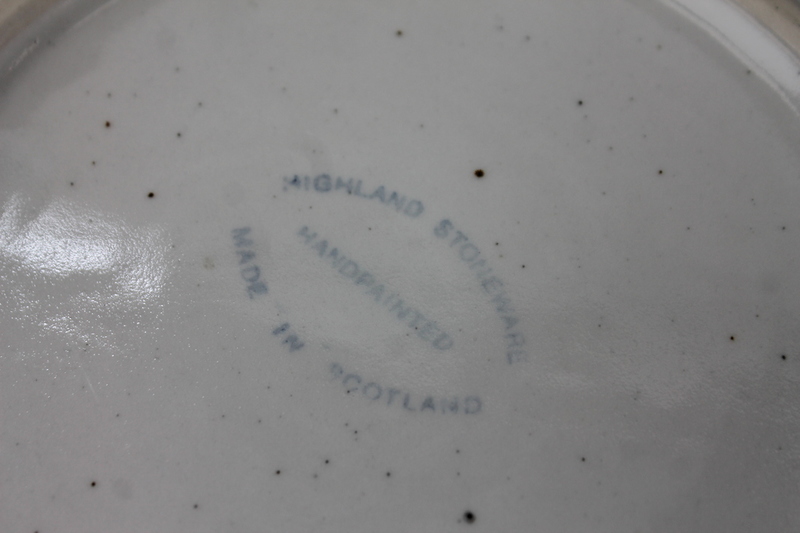 HIGHLAND STONEWARE
HANDPAINTED
MADE IN SCOTLAND